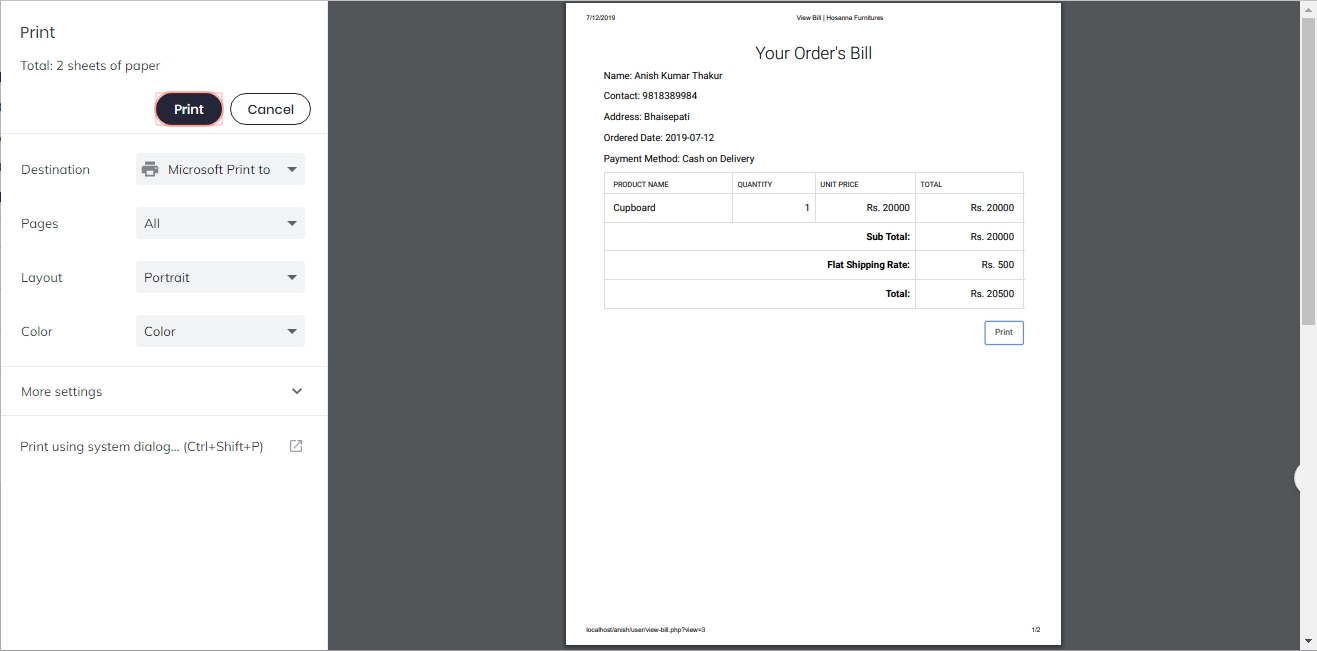 Print
Total: 2 sheets of paper
Print Cancel
Destination Microsoft Print to
Pages All
Layout Portrait
Color Color
More settings
Print using system dialog... (Ctrl+Shift+P)
7/12/2019 View Bill | Hosanna Furnitures
Your Order's Bill
Name: Anish Kumar Thakur
Contact: 9818389984
Address: Bhaisepati
Ordered Date: 2019-07-12
Payment Method: Cash on Delivery
PRODUCT NAME QUANTITY UNIT PRICE TOTAL
Cupboard 1 Rs. 20000 Rs. 20000
Sub Total: Rs. 20000
Flat Shipping Rate: Rs. 500
Total: Rs. 20500
Print
localhost/anish/user/view-bill.php?view=3 1/2